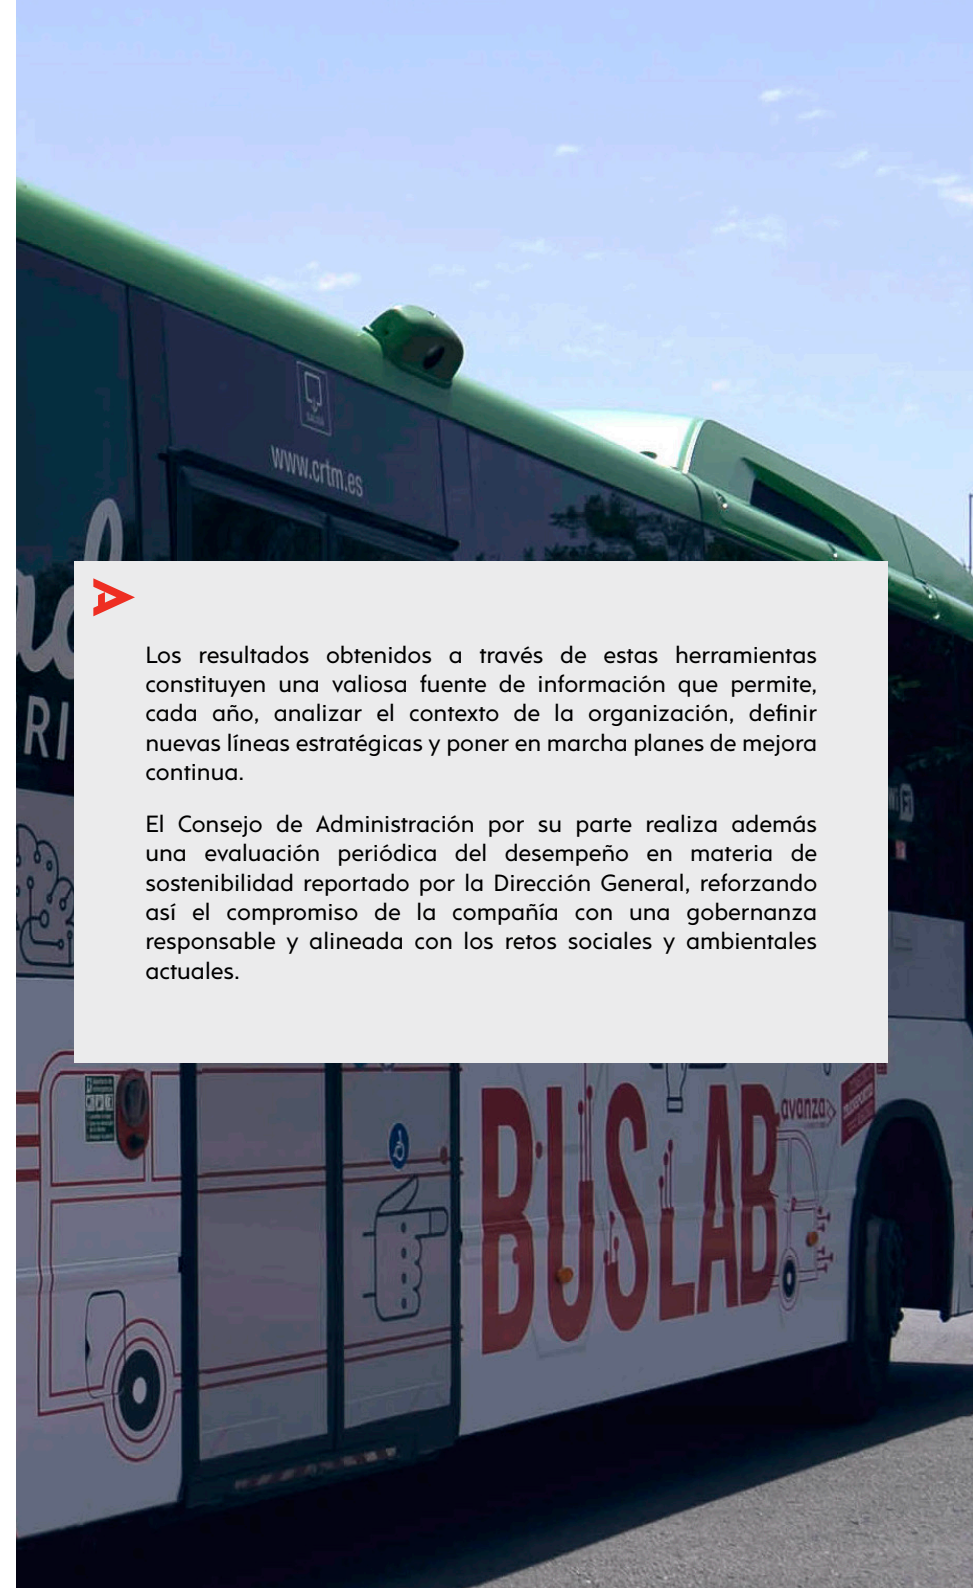 SALIDA
www.crtm.es
RI
Los resultados obtenidos a través de estas herramientas
constituyen una valiosa fuente de información que permite,
cada año, analizar el contexto de la organización, definir
nuevas líneas estratégicas y poner en marcha planes de mejora
continua.
El Consejo de Administración por su parte realiza además
una evaluación periódica del desempeño en materia de
sostenibilidad reportado por la Dirección General, reforzando
así el compromiso de la compañía con una gobernanza
responsable y alineada con los retos sociales y ambientales
actuales.
avanza
BUSLAB